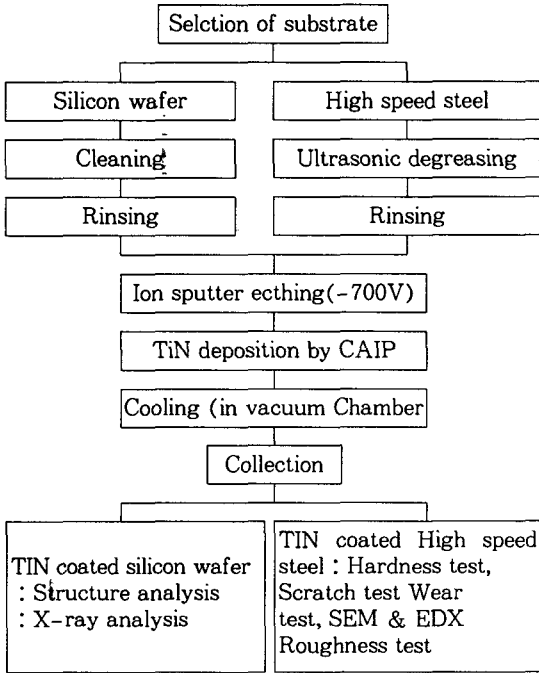 Selction of substrate
Silicon wafer
High speed steel
Cleaning
Ultrasonic degreasing
Rinsing
Rinsing
Ion sputter ecthing(-700V)
TiN deposition by CAIP
Cooling (in vacuum Chamber
Collection
TIN coated silicon wafer
: Structure analysis
: X-ray analysis
TIN coated High speed
steel : Hardness test,
Scratch test Wear
test, SEM & EDX
Roughness test